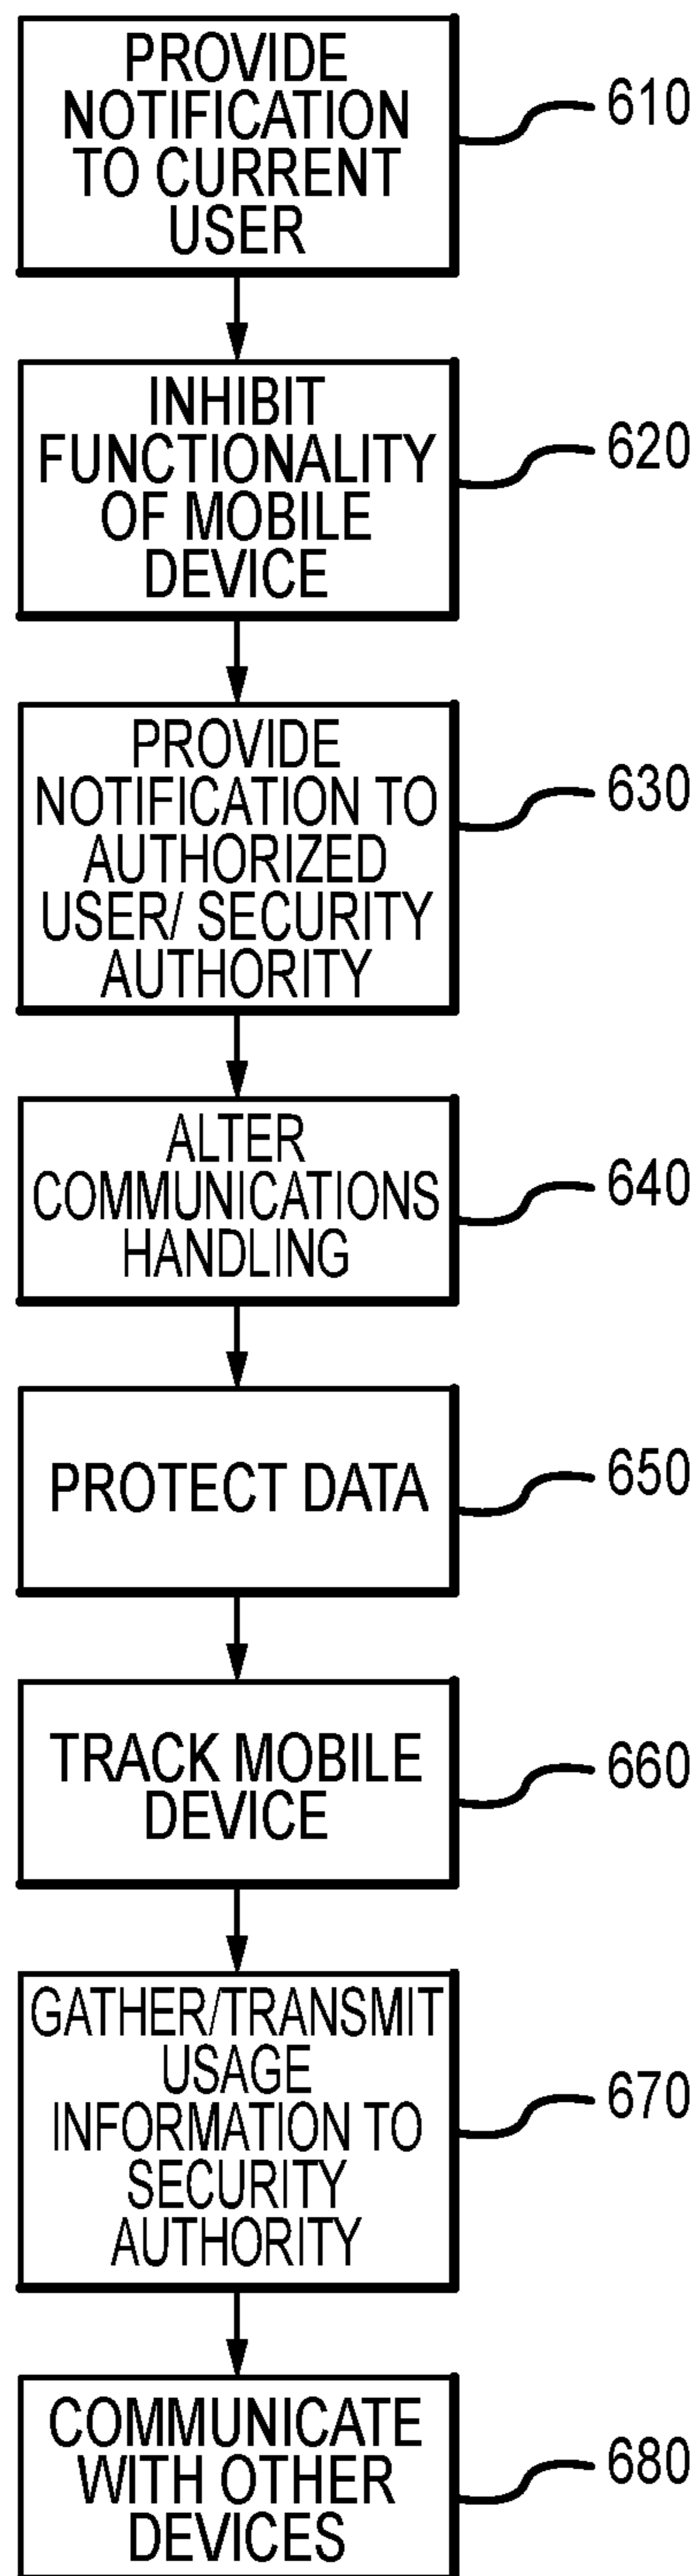 PROVIDE
NOTIFICATION
TO CURRENT
USER
610
INHIBIT
FUNCTIONALITY
OF MOBILE
DEVICE
620
PROVIDE
NOTIFICATION TO
AUTHORIZED
USER/ SECURITY
AUTHORITY
630
ALTER
COMMUNICATIONS
HANDLING
640
PROTECT DATA
650
TRACK MOBILE
DEVICE
660
GATHER/TRANSMIT
USAGE
INFORMATION TO
SECURITY
AUTHORITY
670
COMMUNICATE
WITH OTHER
DEVICES
680